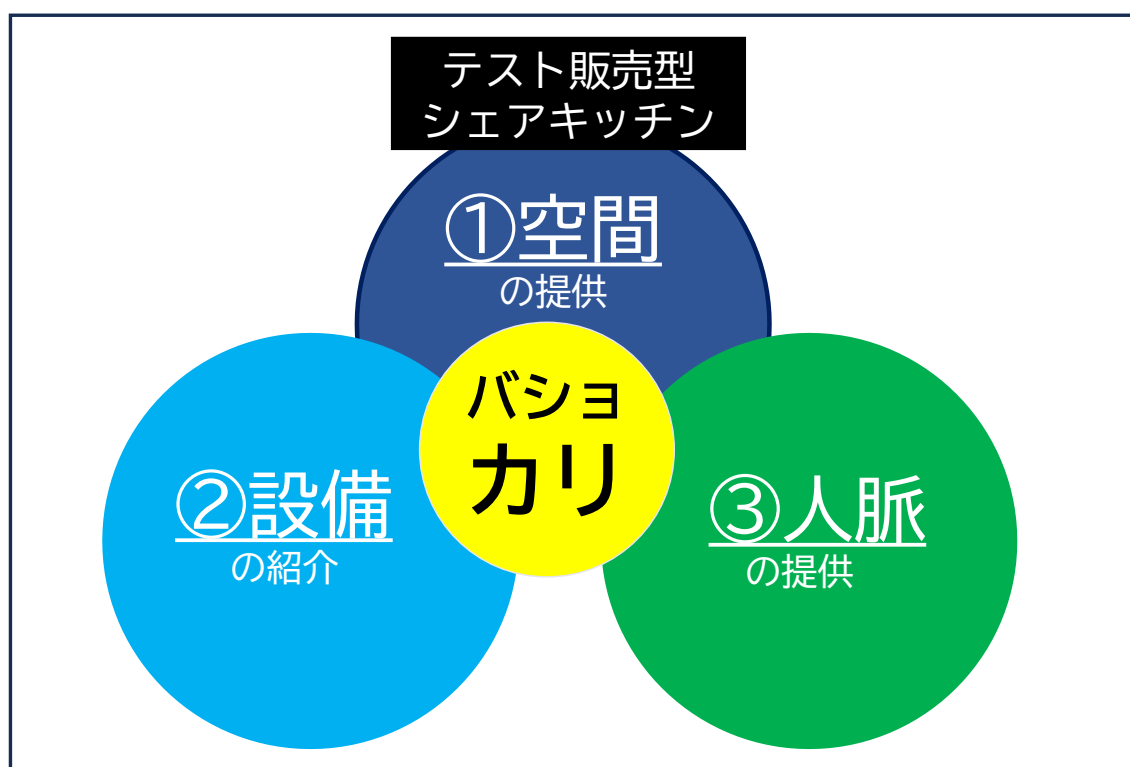 テスト販売型
シェアキッチン
①空間
の提供
バショ
カリ
②設備
の紹介
③人脈
の提供